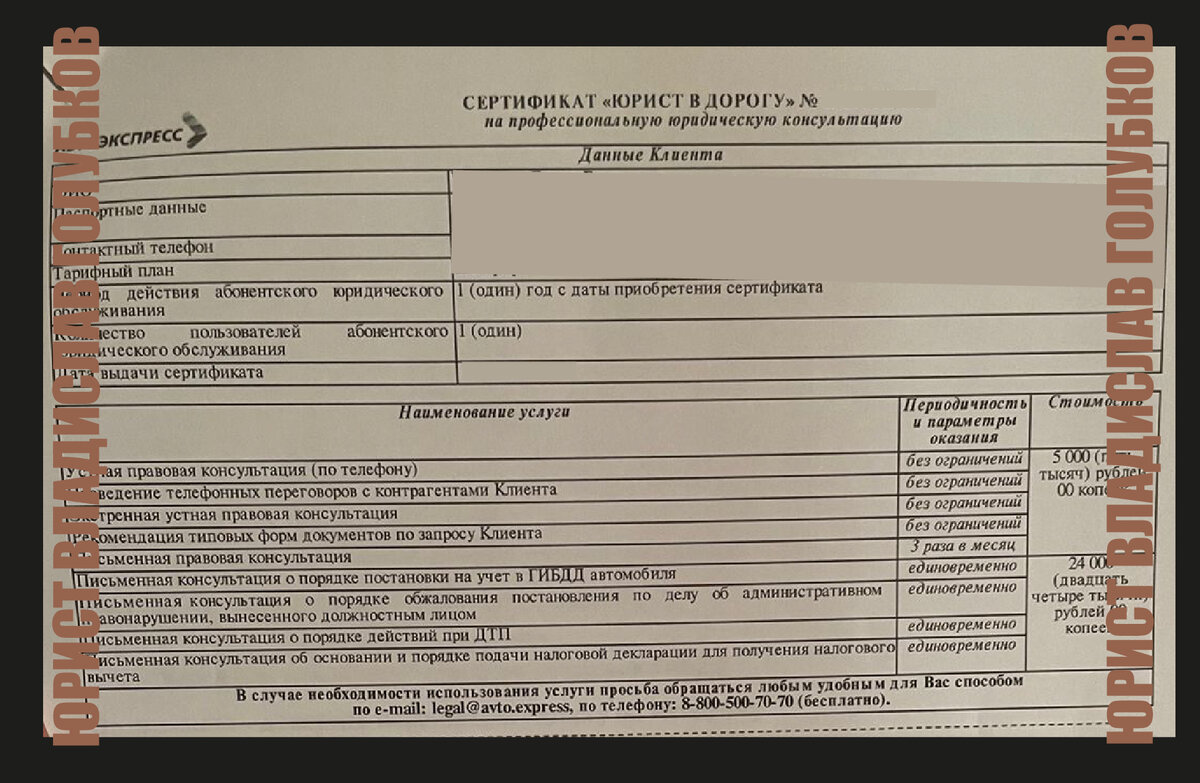 ЭКСПРЕСС
СЕРТИФИКАТ «ЮРИСТ В ДОРОГУ» №
на профессиональную юридическую консультацию
Данные Клиента
Паспортные данные
Контактный телефон
Тарифный план
Период действия абонентского юридического
обслуживания
1 (один) год с даты приобретения сертификата
Количество пользователей абонентского
юридического обслуживания
1 (один)
Дата выдачи сертификата
Наименование услуги
Периодичность
и параметры
оказания
Стоимость
Устная правовая консультация (по телефону)
без ограничений
5 000 (пять
тысяч) рублей
00 копеек
Проведение телефонных переговоров с контрагентами Клиента
без ограничений
Экстренная устная правовая консультация
без ограничений
Рекомендация типовых форм документов по запросу Клиента
без ограничений
Письменная правовая консультация
3 раза в месяц
Письменная консультация о порядке постановки на учет в ГИБДД автомобиля
единовременно
24 000
(двадцать
четыре тысячи)
рублей 00
копеек
Письменная консультация о порядке обжалования постановления по делу об административном
правонарушении, вынесенного должностным лицом
единовременно
Письменная консультация о порядке действий при ДТП
единовременно
Письменная консультация об основании и порядке подачи налоговой декларации для получения налогового
вычета
единовременно
В случае необходимости использования услуги просьба обращаться любым удобным для Вас способом
по e-mail: legal@avto.express, по телефону: 8-800-500-70-70 (бесплатно).
ЮРИСТ ВЛАДИСЛАВ ГОЛУБКОВ
ЮРИСТ ВЛАДИСЛАВ ГОЛУБКОВ